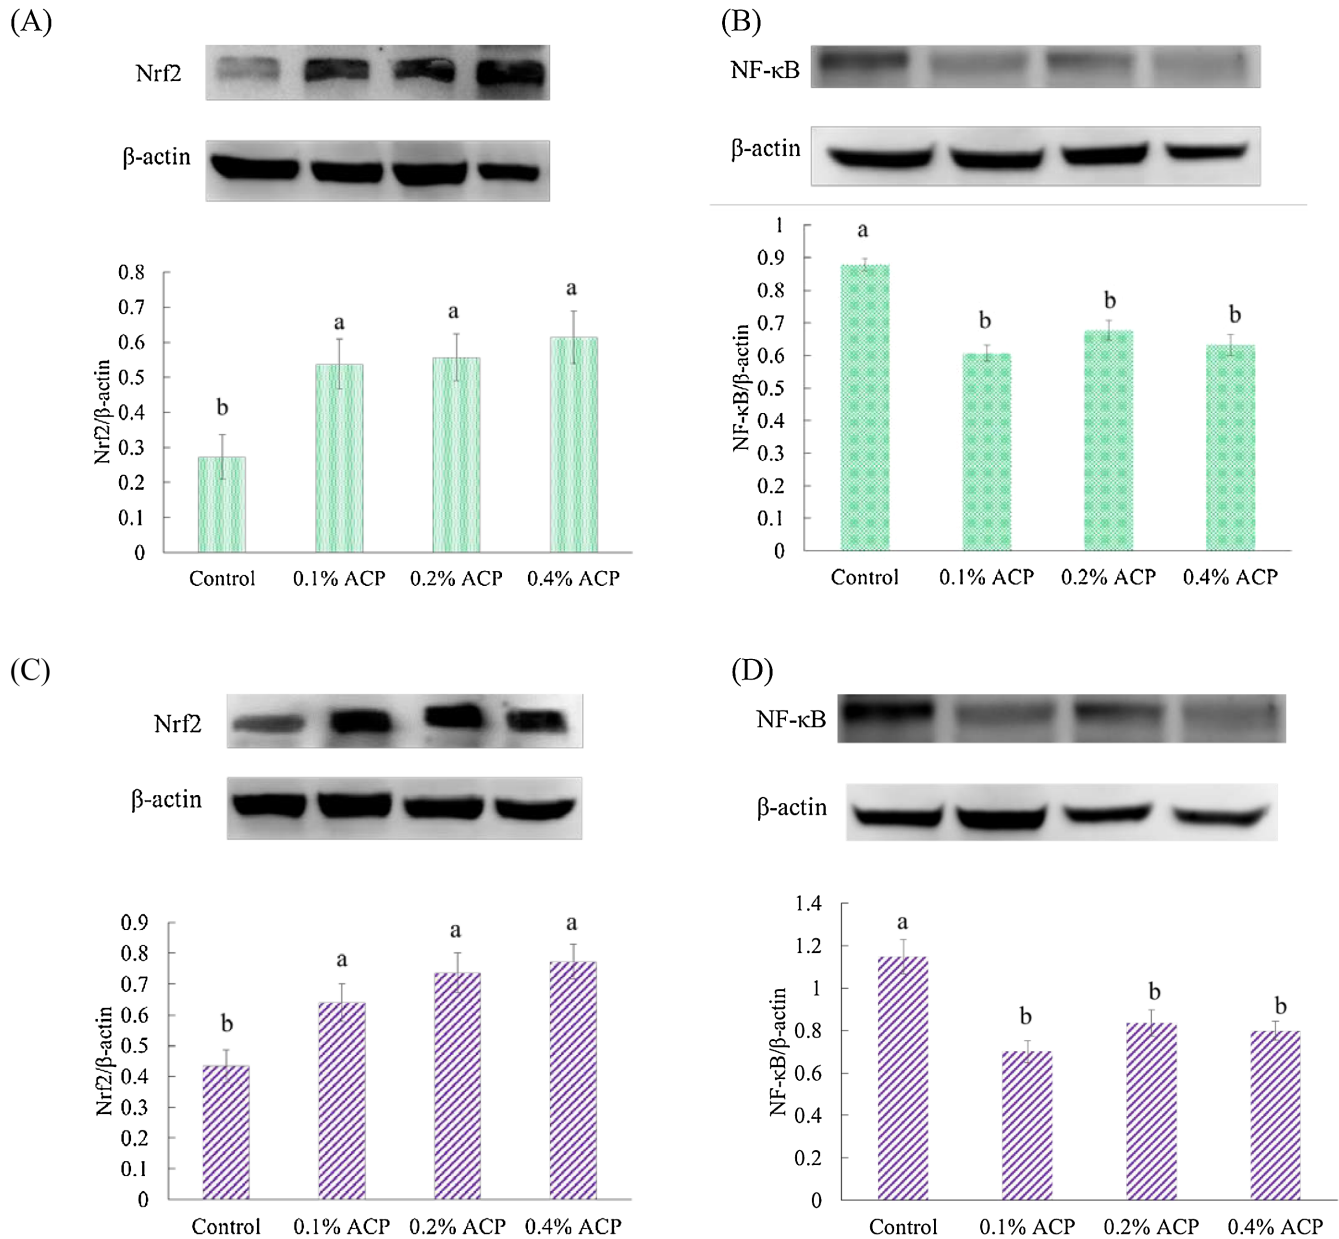 (A)
Nrf2
β-actin
0.8
0.7
0.6
0.5
0.4
0.3
0.2
0.1
0
Nrf2/β-actin
b
a
a
a
Control 0.1% ACP 0.2% ACP 0.4% ACP
(B)
NF-κB
β-actin
1
0.9
0.8
0.7
0.6
0.5
0.4
0.3
0.2
0.1
0
NF-κB/β-actin
a
b
b
b
Control 0.1% ACP 0.2% ACP 0.4% ACP
(C)
Nrf2
β-actin
0.9
0.8
0.7
0.6
0.5
0.4
0.3
0.2
0.1
0
Nrf2/β-actin
b
a
a
a
Control 0.1% ACP 0.2% ACP 0.4% ACP
(D)
NF-κB
β-actin
1.4
1.2
1
0.8
0.6
0.4
0.2
0
NF-κB/β-actin
a
b
b
b
Control 0.1% ACP 0.2% ACP 0.4% ACP